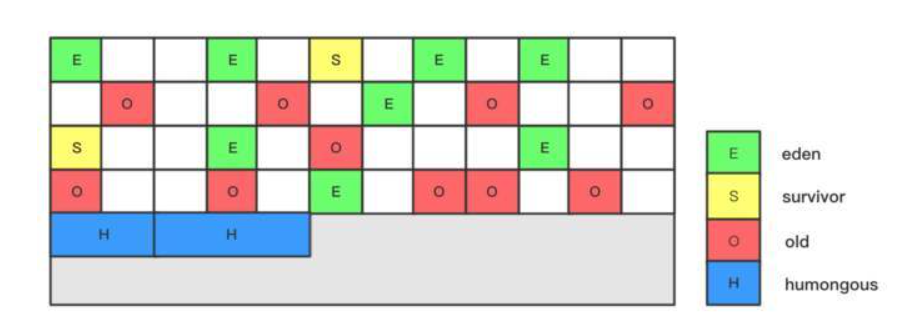 E E S E E
O O E O O
S E O E
O O E O O O
H H
E eden
S survivor
O old
H humongous